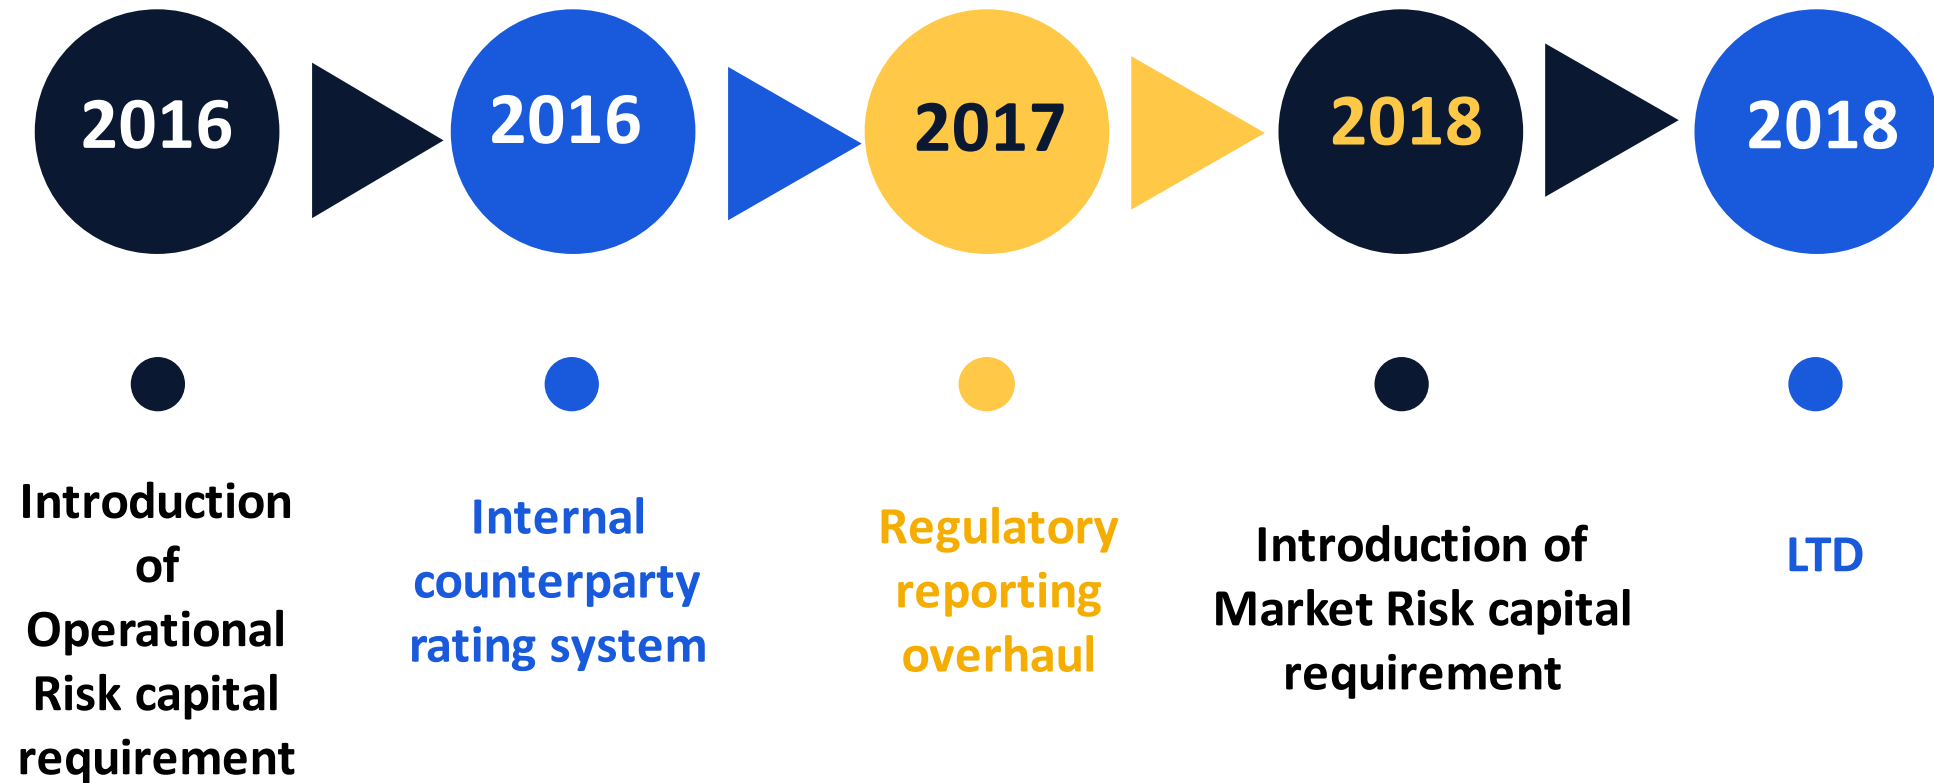 2016
2016
2017
2018
2018
Introduction
of
Operational
Risk capital
requirement
Internal
counterparty
rating system
Regulatory
reporting
overhaul
Introduction of
Market Risk capital
requirement
LTD